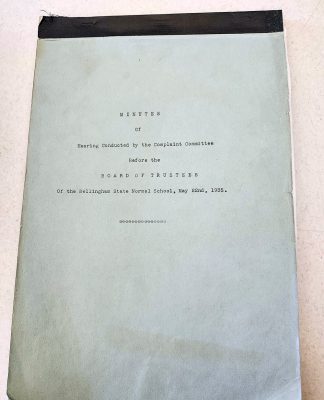 M I N U T E S
Of
Hearing Conducted by the Complaint Committee
Before the
B O A R D O F T R U S T E E S
Of the Bellingham State Normal School, May 22nd, 1935.